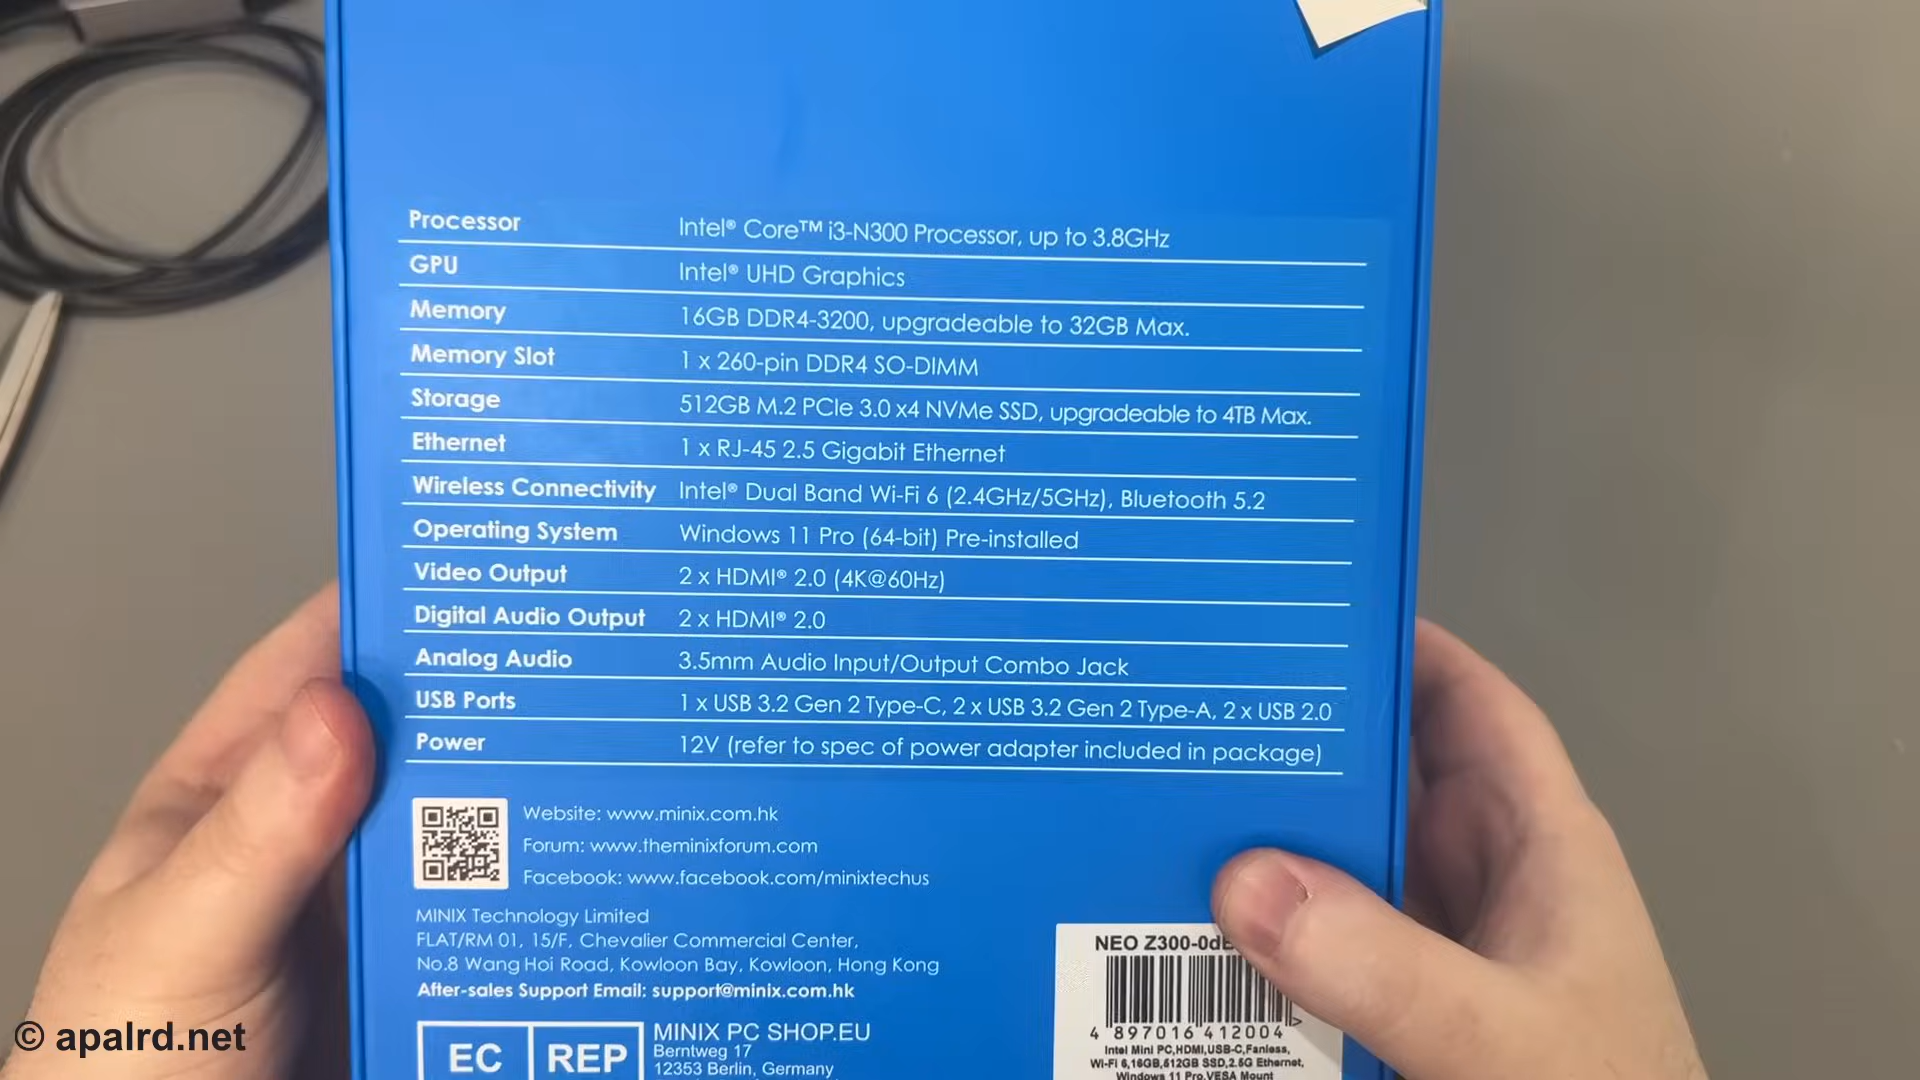 Processor Intel® Core™ i3-N300 Processor, up to 3.8GHz
GPU Intel® UHD Graphics
Memory 16GB DDR4-3200, upgradeable to 32GB Max.
Memory Slot 1 x 260-pin DDR4 SO-DIMM
Storage 512GB M.2 PCIe 3.0 x4 NVMe SSD, upgradeable to 4TB Max.
Ethernet 1 x RJ-45 2.5 Gigabit Ethernet
Wireless Connectivity Intel® Dual Band Wi-Fi 6 (2.4GHz/5GHz), Bluetooth 5.2
Operating System Windows 11 Pro (64-bit) Pre-installed
Video Output 2 x HDMI® 2.0 (4K@60Hz)
Digital Audio Output 2 x HDMI® 2.0
Analog Audio 3.5mm Audio Input/Output Combo Jack
USB Ports 1 x USB 3.2 Gen 2 Type-C, 2 x USB 3.2 Gen 2 Type-A, 2 x USB 2.0
Power 12V (refer to spec of power adapter included in package)
Website: www.minix.com.hk
Forum: www.theminixforum.com
Facebook: www.facebook.com/minixtechus
MINIX Technology Limited
FLAT/RM 01, 15/F, Chevalier Commercial Center,
No.8 Wang Hoi Road, Kowloon Bay, Kowloon, Hong Kong
After-sales Support Email: support@minix.com.hk
EC REP
MINIX PC SHOP.EU
Berntweg 17
12353 Berlin, Germany
NEO Z300-0d
4 897016 412004 >
Intel Mini PC,HDMI,USB-C,Fanless,
Wi-Fi 6,16GB,512GB SSD,2.5G Ethernet,
Windows 11 Pro,VESA Mount
© apalrd.net